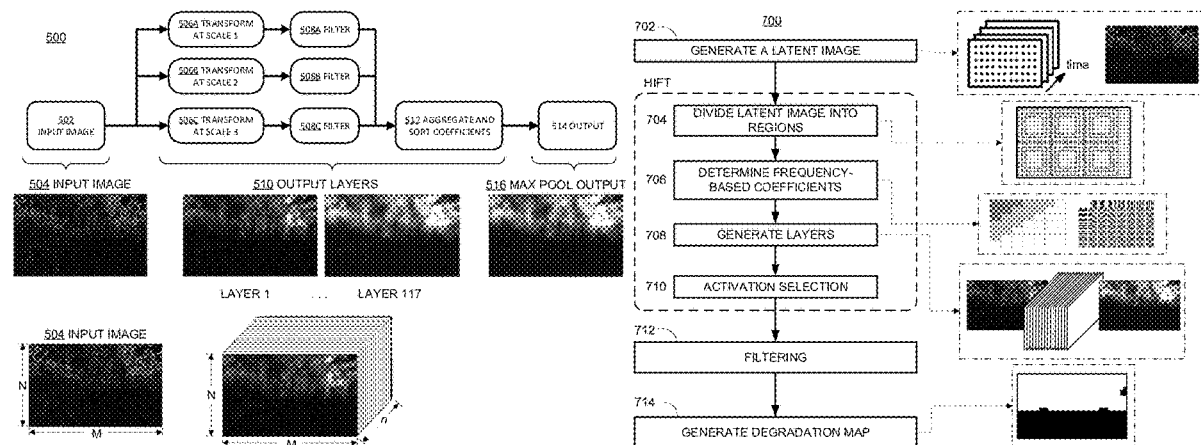 500
506A TRANSFORM
AT SCALE 1
508A FILTER
506B TRANSFORM
AT SCALE 2
508B FILTER
502
INPUT IMAGE
506C TRANSFORM
AT SCALE 3
508C FILTER
512 AGGREGATE AND
SORT COEFFICIENTS
514 OUTPUT
504 INPUT IMAGE
510 OUTPUT LAYERS
516 MAX POOL OUTPUT
LAYER 1
. . .
LAYER 117
504 INPUT IMAGE
N
M
N
M
n
700
702
GENERATE A LATENT IMAGE
time
HIFT
704
DIVIDE LATENT IMAGE INTO
REGIONS
706
DETERMINE FREQUENCY-
BASED COEFFICIENTS
708
GENERATE LAYERS
710
ACTIVATION SELECTION
712
FILTERING
714
GENERATE DEGRADATION MAP